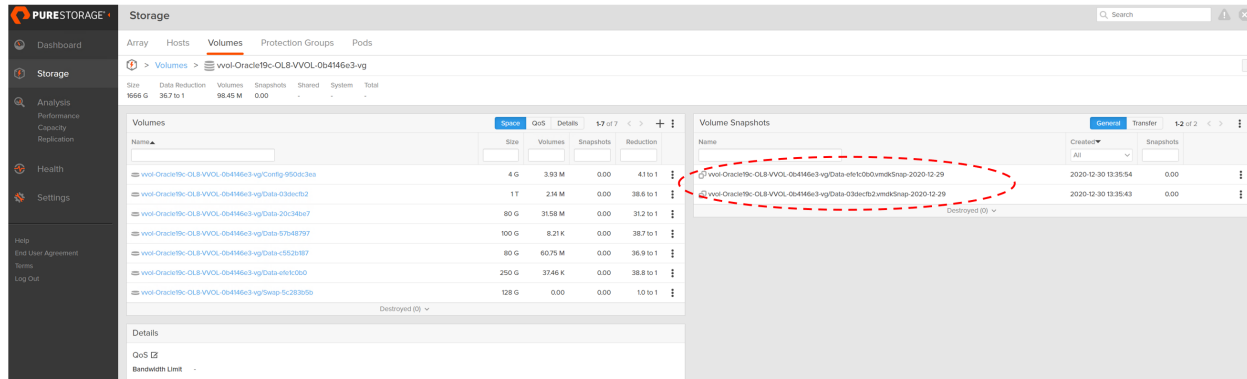 PURESTORAGE
Storage
Search
Dashboard
Storage
Analysis
Performance
Capacity
Replication
Health
Settings
Help
End User Agreement
Terms
Log Out
Array Hosts Volumes Protection Groups Pods
> Volumes > vvol-Oracle19c-OL8-VVOL-0b4146e3-vg
Size Data Reduction Volumes Snapshots Shared System Total
1666 G 36.7 to 1 98.45 M 0.00 - - -
Volumes Space QoS Details 1-7 of 7 < > +
Name Size Volumes Snapshots Reduction
vvol-Oracle19c-OL8-VVOL-0b4146e3-vg/Config-950dc3ea 4 G 3.93 M 0.00 4.1 to 1
vvol-Oracle19c-OL8-VVOL-0b4146e3-vg/Data-03decfb2 1 T 2.14 M 0.00 38.6 to 1
vvol-Oracle19c-OL8-VVOL-0b4146e3-vg/Data-20c34be7 80 G 31.58 M 0.00 31.2 to 1
vvol-Oracle19c-OL8-VVOL-0b4146e3-vg/Data-57b48797 100 G 8.21 K 0.00 38.7 to 1
vvol-Oracle19c-OL8-VVOL-0b4146e3-vg/Data-c552b187 80 G 60.75 M 0.00 36.9 to 1
vvol-Oracle19c-OL8-VVOL-0b4146e3-vg/Data-efe1c0b0 250 G 37.46 K 0.00 38.8 to 1
vvol-Oracle19c-OL8-VVOL-0b4146e3-vg/Swap-5c283b5b 128 G 0.00 0.00 1.0 to 1
Destroyed (0)
Details
QoS
Bandwidth Limit -
Volume Snapshots General Transfer 1-2 of 2 < >
Name Created Snapshots
All
vvol-Oracle19c-OL8-VVOL-0b4146e3-vg/Data-efe1c0b0.vmdkSnap-2020-12-29 2020-12-30 13:35:54 0.00
vvol-Oracle19c-OL8-VVOL-0b4146e3-vg/Data-03decfb2.vmdkSnap-2020-12-29 2020-12-30 13:35:43 0.00
Destroyed (0)